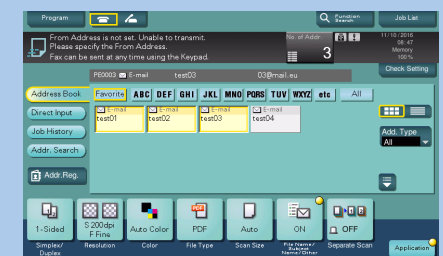 Program
Function Search
Job List
From Address is not set. Unable to transmit.
Please specify the From Address.
Fax can be sent at any time using the Keypad.
No. of Addr.
3
11/10/2016
08:47
Memory
100%
Check Setting
PE0003 E-mail test03 03@mail.eu
Address Book
Favorite ABC DEF GHI JKL MNO PQRS TUV WXYZ etc All
Direct Input
Job History
Addr. Search
Addr.Reg.
E-mail
test01
E-mail
test02
E-mail
test03
E-mail
test04
Add. Type
All
1-Sided
S 200dpi
F Fine
Auto Color
PDF
PDF
Auto
ON
OFF
Simplex/
Duplex
Resolution
Color
File Type
Scan Size
File Name/
Subject
Name/Other
Separate Scan
Application